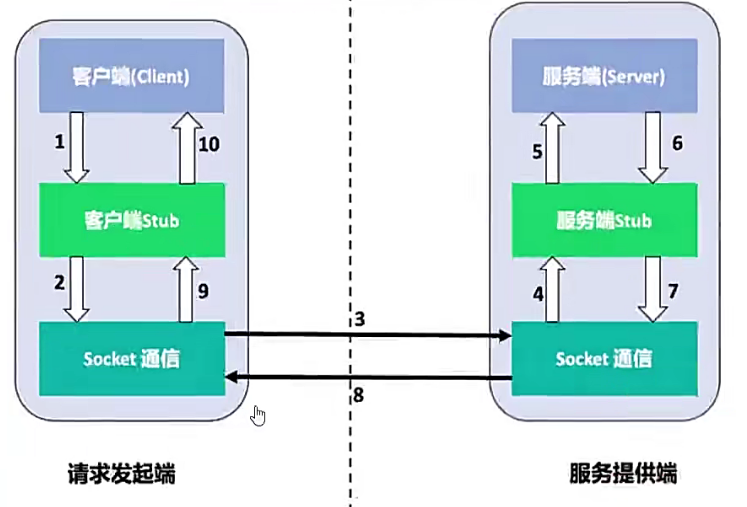 客户端(Client)
服务端(Server)
1
10
5
6
客户端Stub
服务端Stub
2
9
4
7
3
Socket 通信
Socket 通信
8
请求发起端
服务提供端